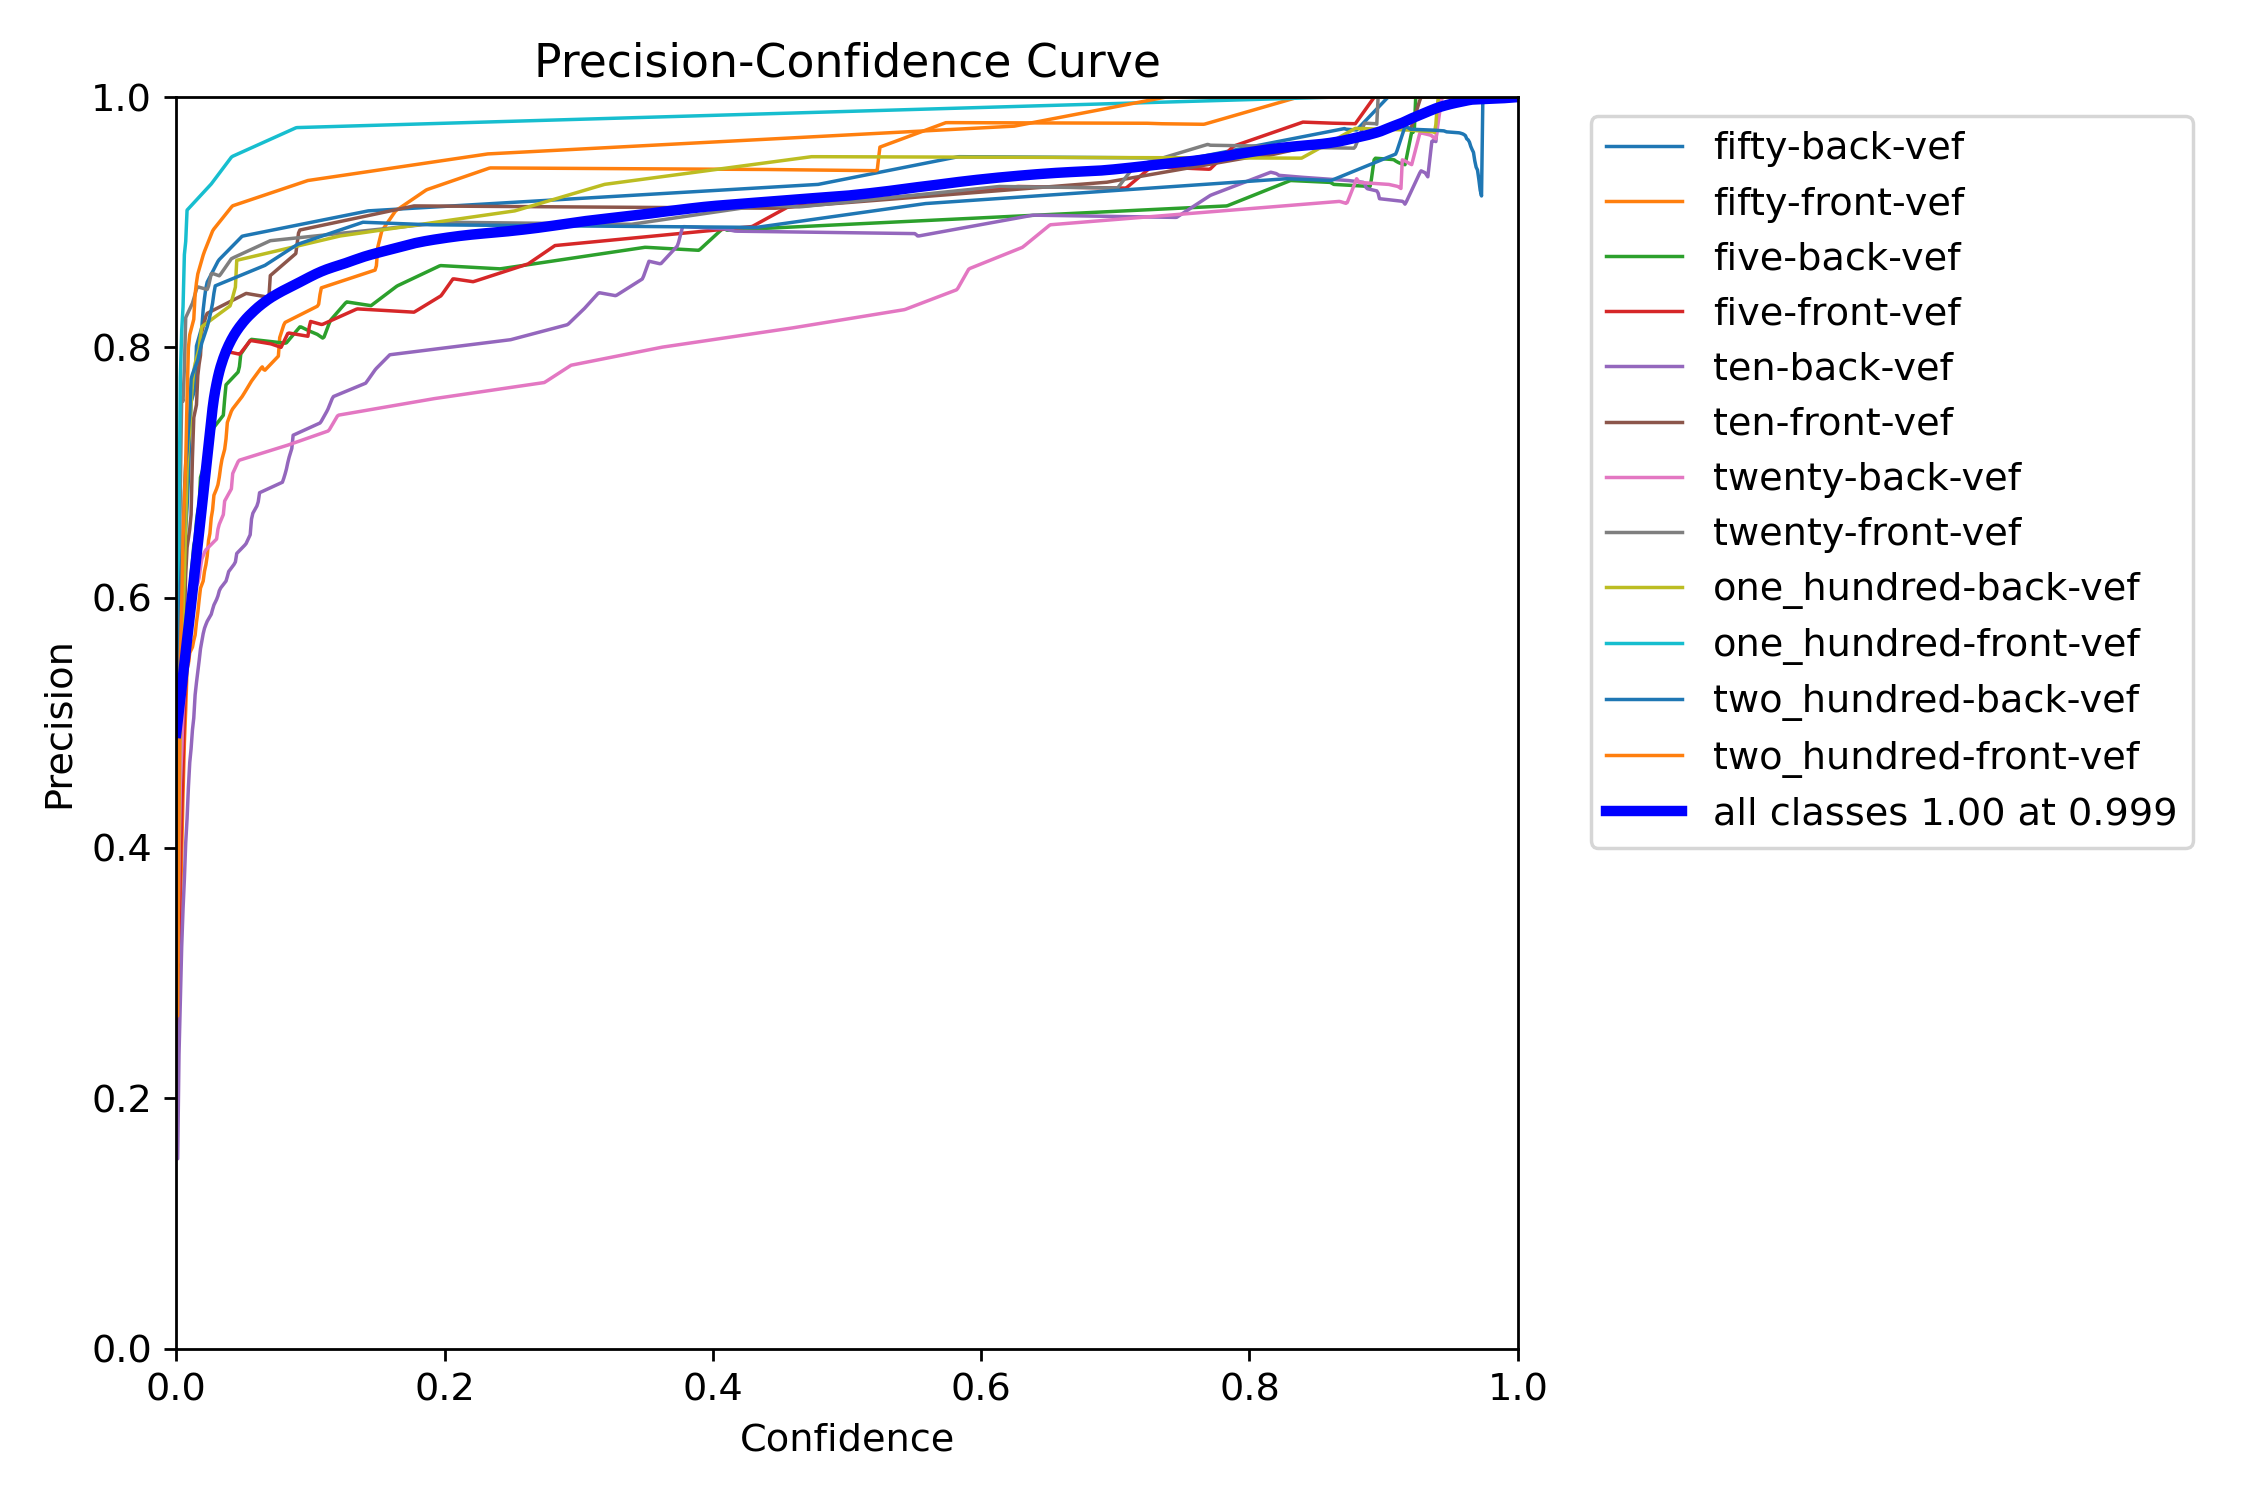 Precision-Confidence Curve
1.0
0.8
0.6
0.4
0.2
0.0
Precision
0.0 0.2 0.4 0.6 0.8 1.0
Confidence
fifty-back-vef
fifty-front-vef
five-back-vef
five-front-vef
ten-back-vef
ten-front-vef
twenty-back-vef
twenty-front-vef
one_hundred-back-vef
one_hundred-front-vef
two_hundred-back-vef
two_hundred-front-vef
all classes 1.00 at 0.999